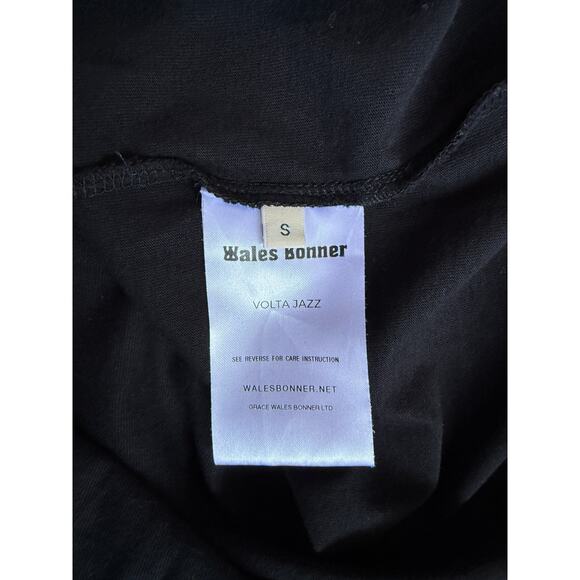 S
Wales Bonner
VOLTA JAZZ
SEE REVERSE FOR CARE INSTRUCTION
WALESBONNER.NET
GRACE WALES BONNER LTD